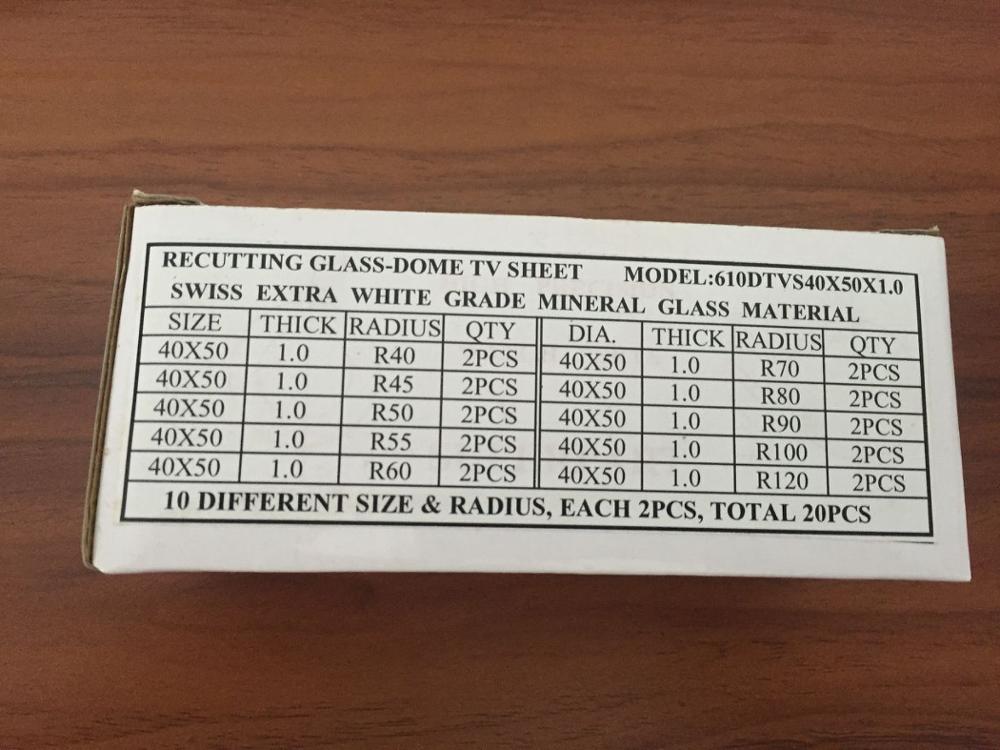 RECUTTING GLASS-DOME TV SHEET MODEL:610DTVS40X50X1.0
SWISS EXTRA WHITE GRADE MINERAL GLASS MATERIAL
SIZE THICK RADIUS QTY DIA. THICK RADIUS QTY
40X50 1.0 R40 2PCS 40X50 1.0 R70 2PCS
40X50 1.0 R45 2PCS 40X50 1.0 R80 2PCS
40X50 1.0 R50 2PCS 40X50 1.0 R90 2PCS
40X50 1.0 R55 2PCS 40X50 1.0 R100 2PCS
40X50 1.0 R60 2PCS 40X50 1.0 R120 2PCS
10 DIFFERENT SIZE & RADIUS, EACH 2PCS, TOTAL 20PCS